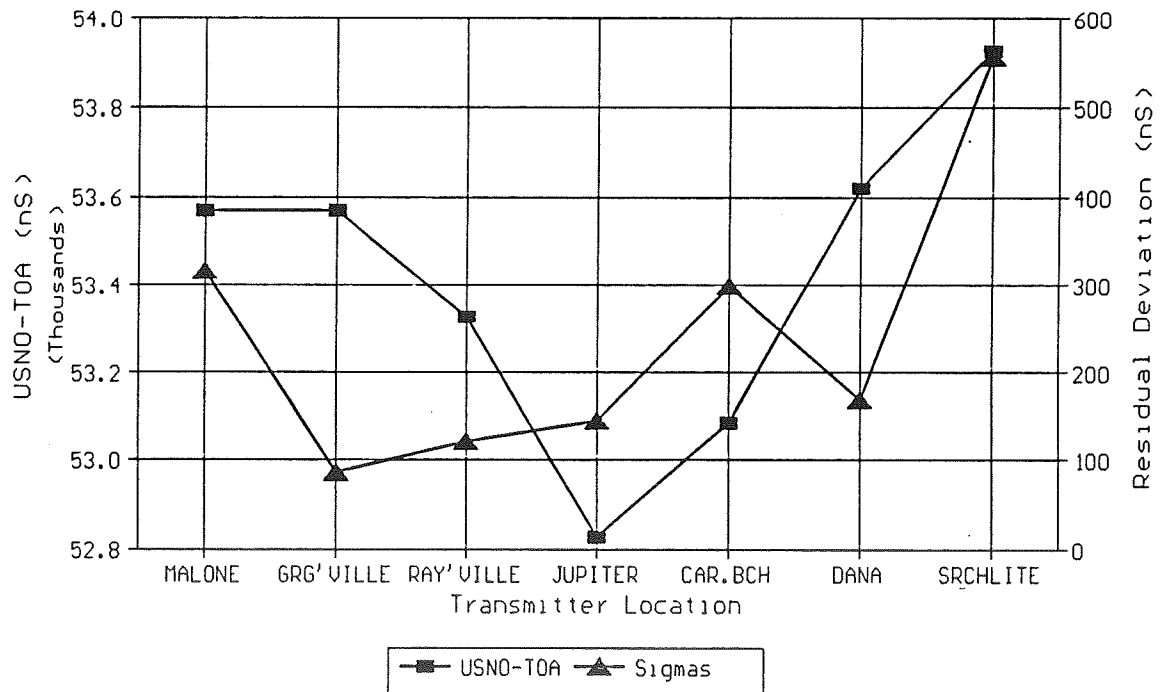 USNO-TOA (nS)
(Thousands)
54.0
53.8
53.6
53.4
53.2
53.0
52.8
600
500
400
300
200
100
0
Residual Deviation (nS)
MALONE GRG'VILLE RAY'VILLE JUPITER CAR.BCH DANA SRCHLITE
Transmitter Location
USNO-TOA Sigmas